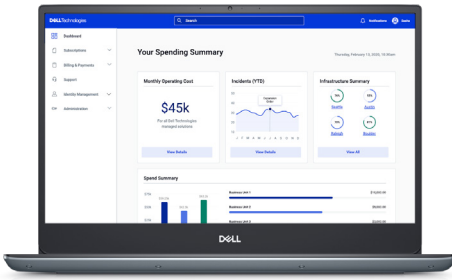 DELLTechnologies
Search
Notifications
Dashboard
Subscriptions
Billing & Payments
Support
Identity Management
Administration
Your Spending Summary
Thursday, February 13, 2020, 10:30am
Monthly Operating Cost
$45k
For all Dell Technologies
managed solutions
View Details
Incidents (YTD)
View Details
Infrastructure Summary
Seattle
Austin
Raleigh
Boulder
View All
Spend Summary
Business Unit 1
Business Unit 2
Business Unit 3
DELL